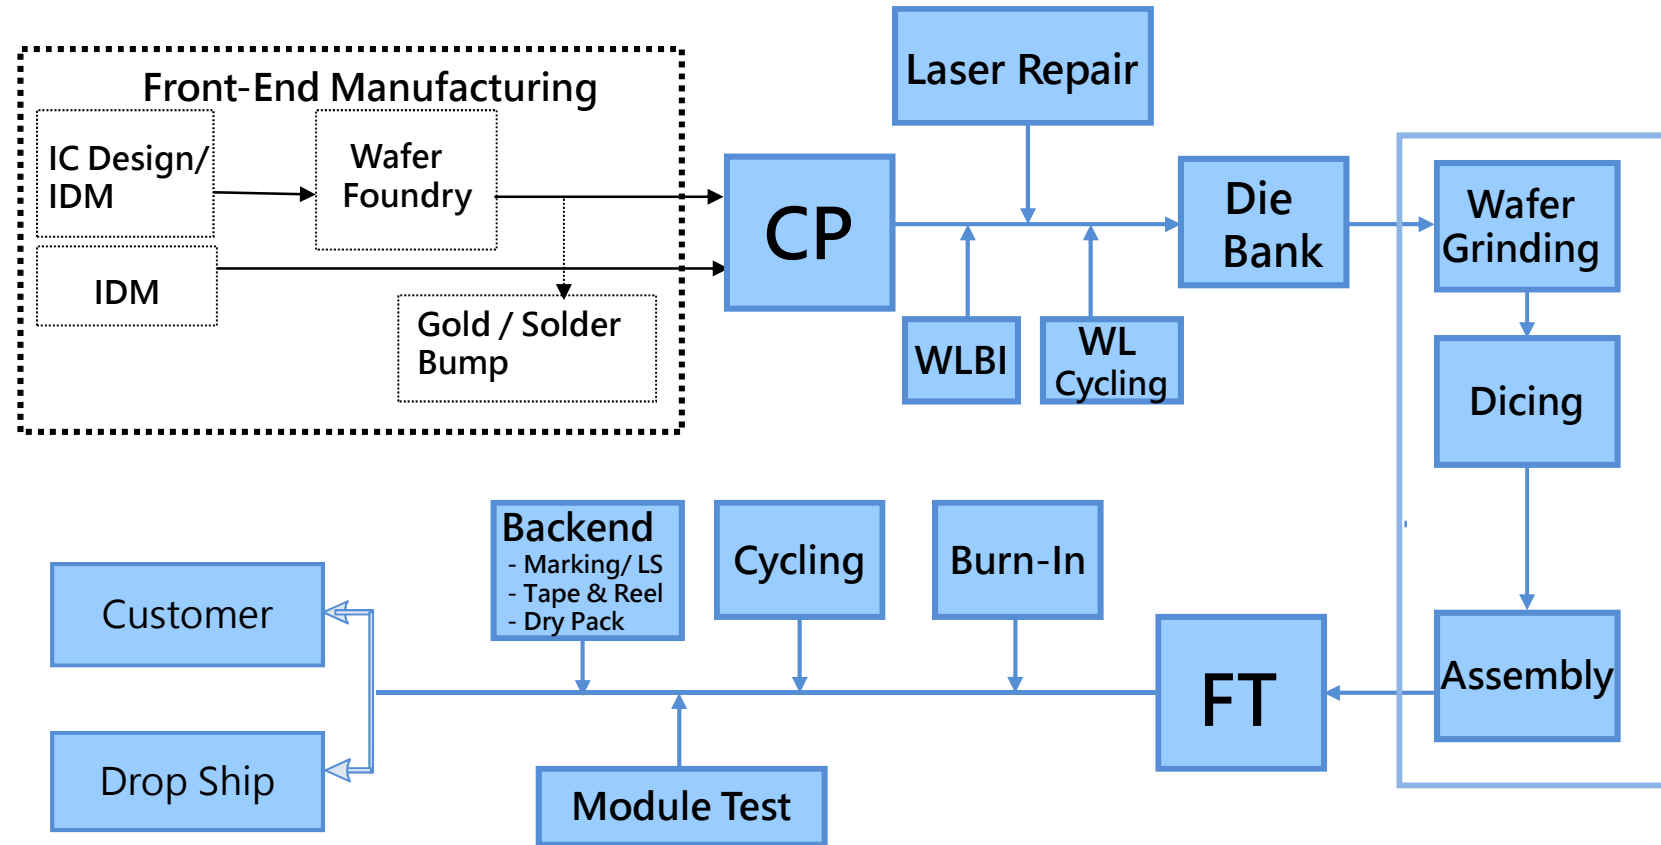 Front-End Manufacturing
IC Design/
IDM
Wafer
Foundry
IDM
Gold / Solder
Bump
CP
Laser Repair
WLBI
WL
Cycling
Die
Bank
Wafer
Grinding
Dicing
Assembly
FT
Burn-In
Cycling
Backend
- Marking/ LS
- Tape & Reel
- Dry Pack
Module Test
Customer
Drop Ship